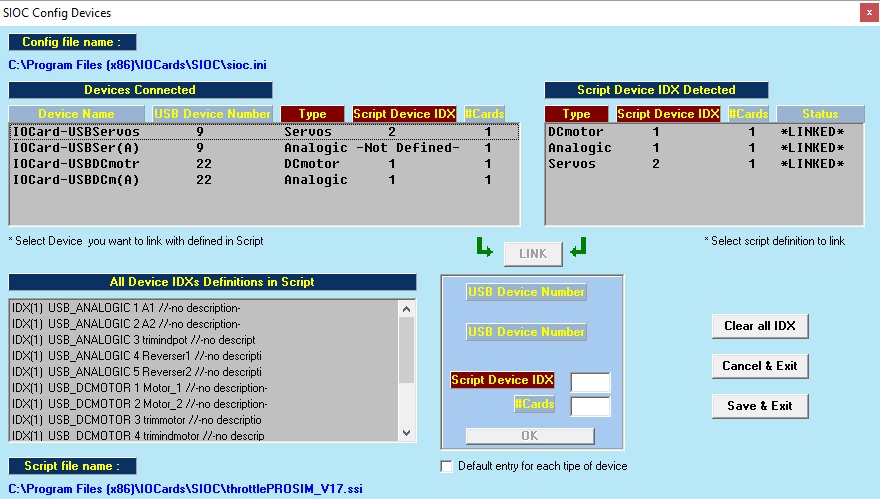 SIOC Config Devices
x
Config file name :
C:\Program Files (x86)\IOCards\SIOC\sioc.ini
Devices Connected
Script Device IDX Detected
Device Name USB Device Number Type Script Device IDX #Cards
Type Script Device IDX #Cards Status
IOCard-USBServos 9 Servos 2 1
IOCard-USBSer(A) 9 Analogic -Not Defined- 1
IOCard-USBDCmotr 22 DCmotor 1 1
IOCard-USBDCm(A) 22 Analogic 1 1
DCmotor 1 1 *LINKED*
Analogic 1 1 *LINKED*
Servos 2 1 *LINKED*
* Select Device you want to link with defined in Script
LINK
* Select script definition to link
All Device IDXs Definitions in Script
IDX(1) USB_ANALOGIC 1 A1 //-no description-
IDX(1) USB_ANALOGIC 2 A2 //-no description-
IDX(1) USB_ANALOGIC 3 trimindpot //-no descript
IDX(1) USB_ANALOGIC 4 Reverser1 //-no descripti
IDX(1) USB_ANALOGIC 5 Reverser2 //-no descripti
IDX(1) USB_DCMOTOR 1 Motor_1 //-no description-
IDX(1) USB_DCMOTOR 2 Motor_2 //-no description-
IDX(1) USB_DCMOTOR 3 trimmotor //-no descriptio
IDX(1) USB_DCMOTOR 4 trimindmotor //-no descrip
USB Device Number
USB Device Number
Script Device IDX
#Cards
OK
Default entry for each tipe of device
Clear all IDX
Cancel & Exit
Save & Exit
Script file name :
C:\Program Files (x86)\IOCards\SIOC\throttlePROSIM_V17.ssi